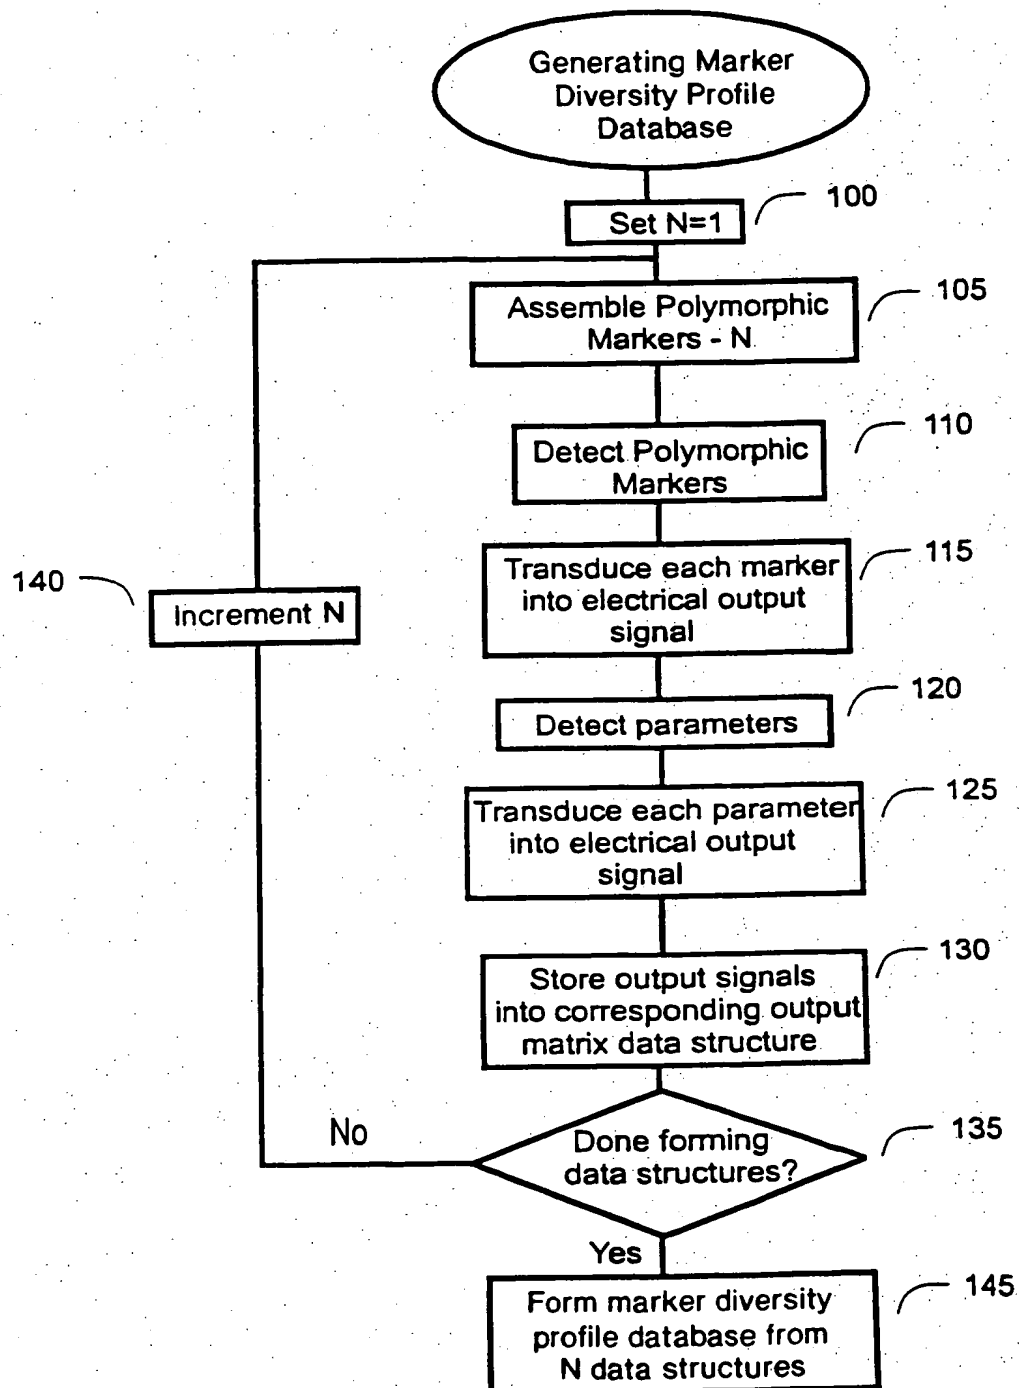 Generating Marker
Diversity Profile
Database
100
Set N=1
105
Assemble Polymorphic
Markers - N
110
Detect Polymorphic
Markers
115
Transduce each marker
into electrical output
signal
140
Increment N
120
Detect parameters
125
Transduce each parameter
into electrical output
signal
130
Store output signals
into corresponding output
matrix data structure
135
No
Done forming
data structures?
Yes
145
Form marker diversity
profile database from
N data structures